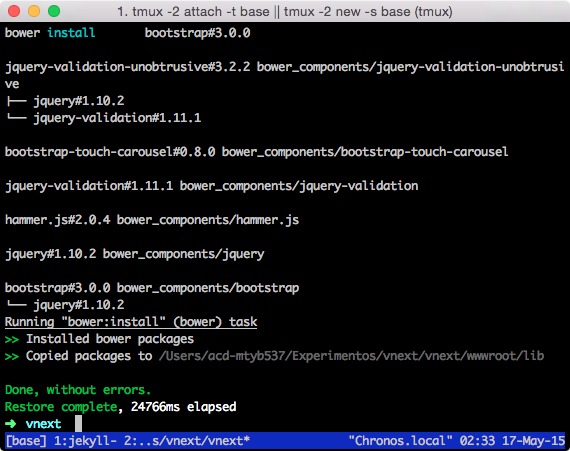 1. tmux -2 attach -t base || tmux -2 new -s base (tmux)
bower install       bootstrap#3.0.0
jquery-validation-unobtrusive#3.2.2 bower_components/jquery-validation-unobtrusi
ve
├── jquery#1.10.2
└── jquery-validation#1.11.1
bootstrap-touch-carousel#0.8.0 bower_components/bootstrap-touch-carousel
jquery-validation#1.11.1 bower_components/jquery-validation
hammer.js#2.0.4 bower_components/hammer.js
jquery#1.10.2 bower_components/jquery
bootstrap#3.0.0 bower_components/bootstrap
└── jquery#1.10.2
Running "bower:install" (bower) task
>> Installed bower packages
>> Copied packages to /Users/acd-mtyb537/Experimentos/vnext/vnext/wwwroot/lib
Done, without errors.
Restore complete, 24766ms elapsed
➜ vnext
[base] 1:jekyll- 2:..s/vnext/vnext*               "Chronos.local" 02:33 17-May-15